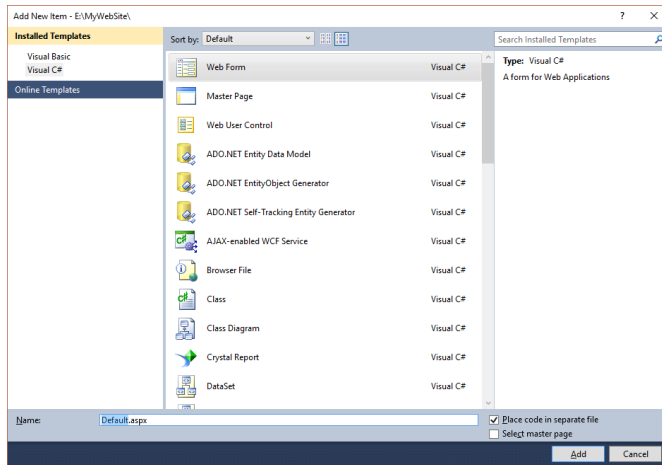 Add New Item - E:\MyWebSite\
? X
Installed Templates
Sort by: Default
Search Installed Templates
Visual Basic
Visual C#
Online Templates
Web Form Visual C#
Master Page Visual C#
Web User Control Visual C#
ADO.NET Entity Data Model Visual C#
ADO.NET EntityObject Generator Visual C#
ADO.NET Self-Tracking Entity Generator Visual C#
AJAX-enabled WCF Service Visual C#
Browser File Visual C#
Class Visual C#
Class Diagram Visual C#
Crystal Report Visual C#
DataSet Visual C#
Type: Visual C#
A form for Web Applications
Name: Default.aspx
Place code in separate file
Select master page
Add Cancel